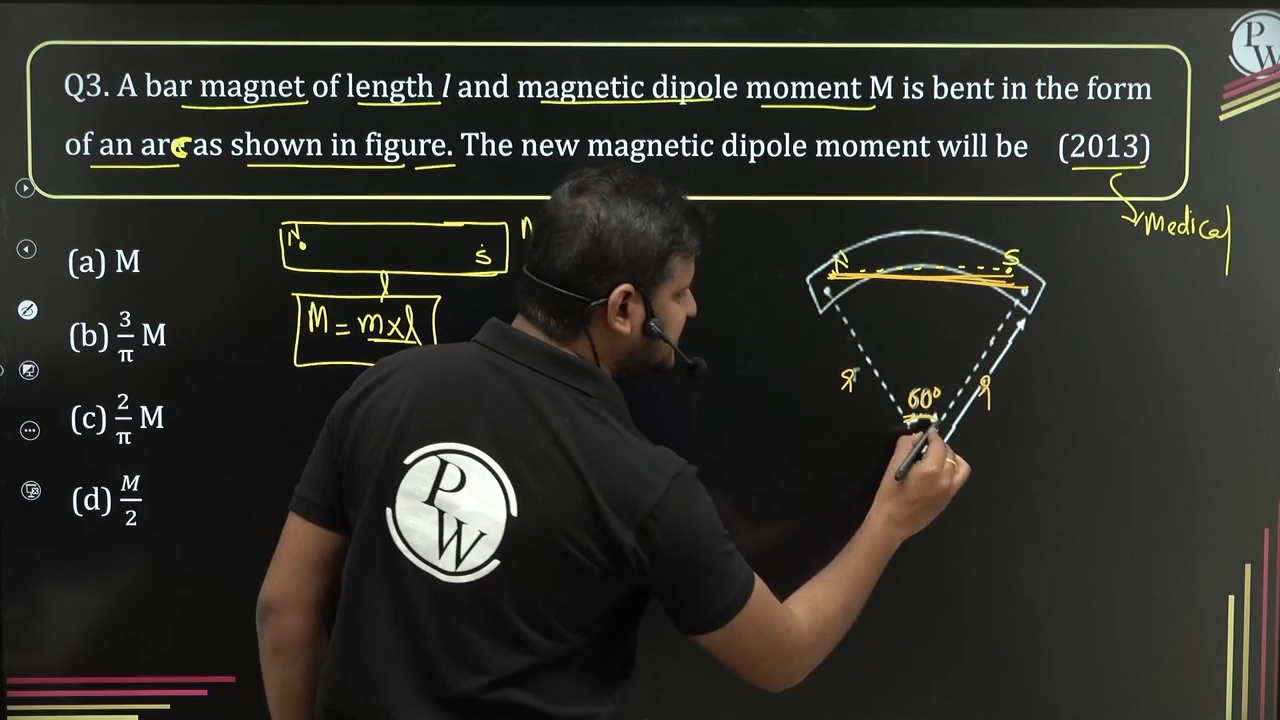 Q3. A bar magnet of length l and magnetic dipole moment M is bent in the form
of an arc as shown in figure. The new magnetic dipole moment will be (2013)
Medical
(a) M
(b) 3/π M
(c) 2/π M
(d) M/2
N S
l
M = m×l
N S
r 60° r
P W
P W